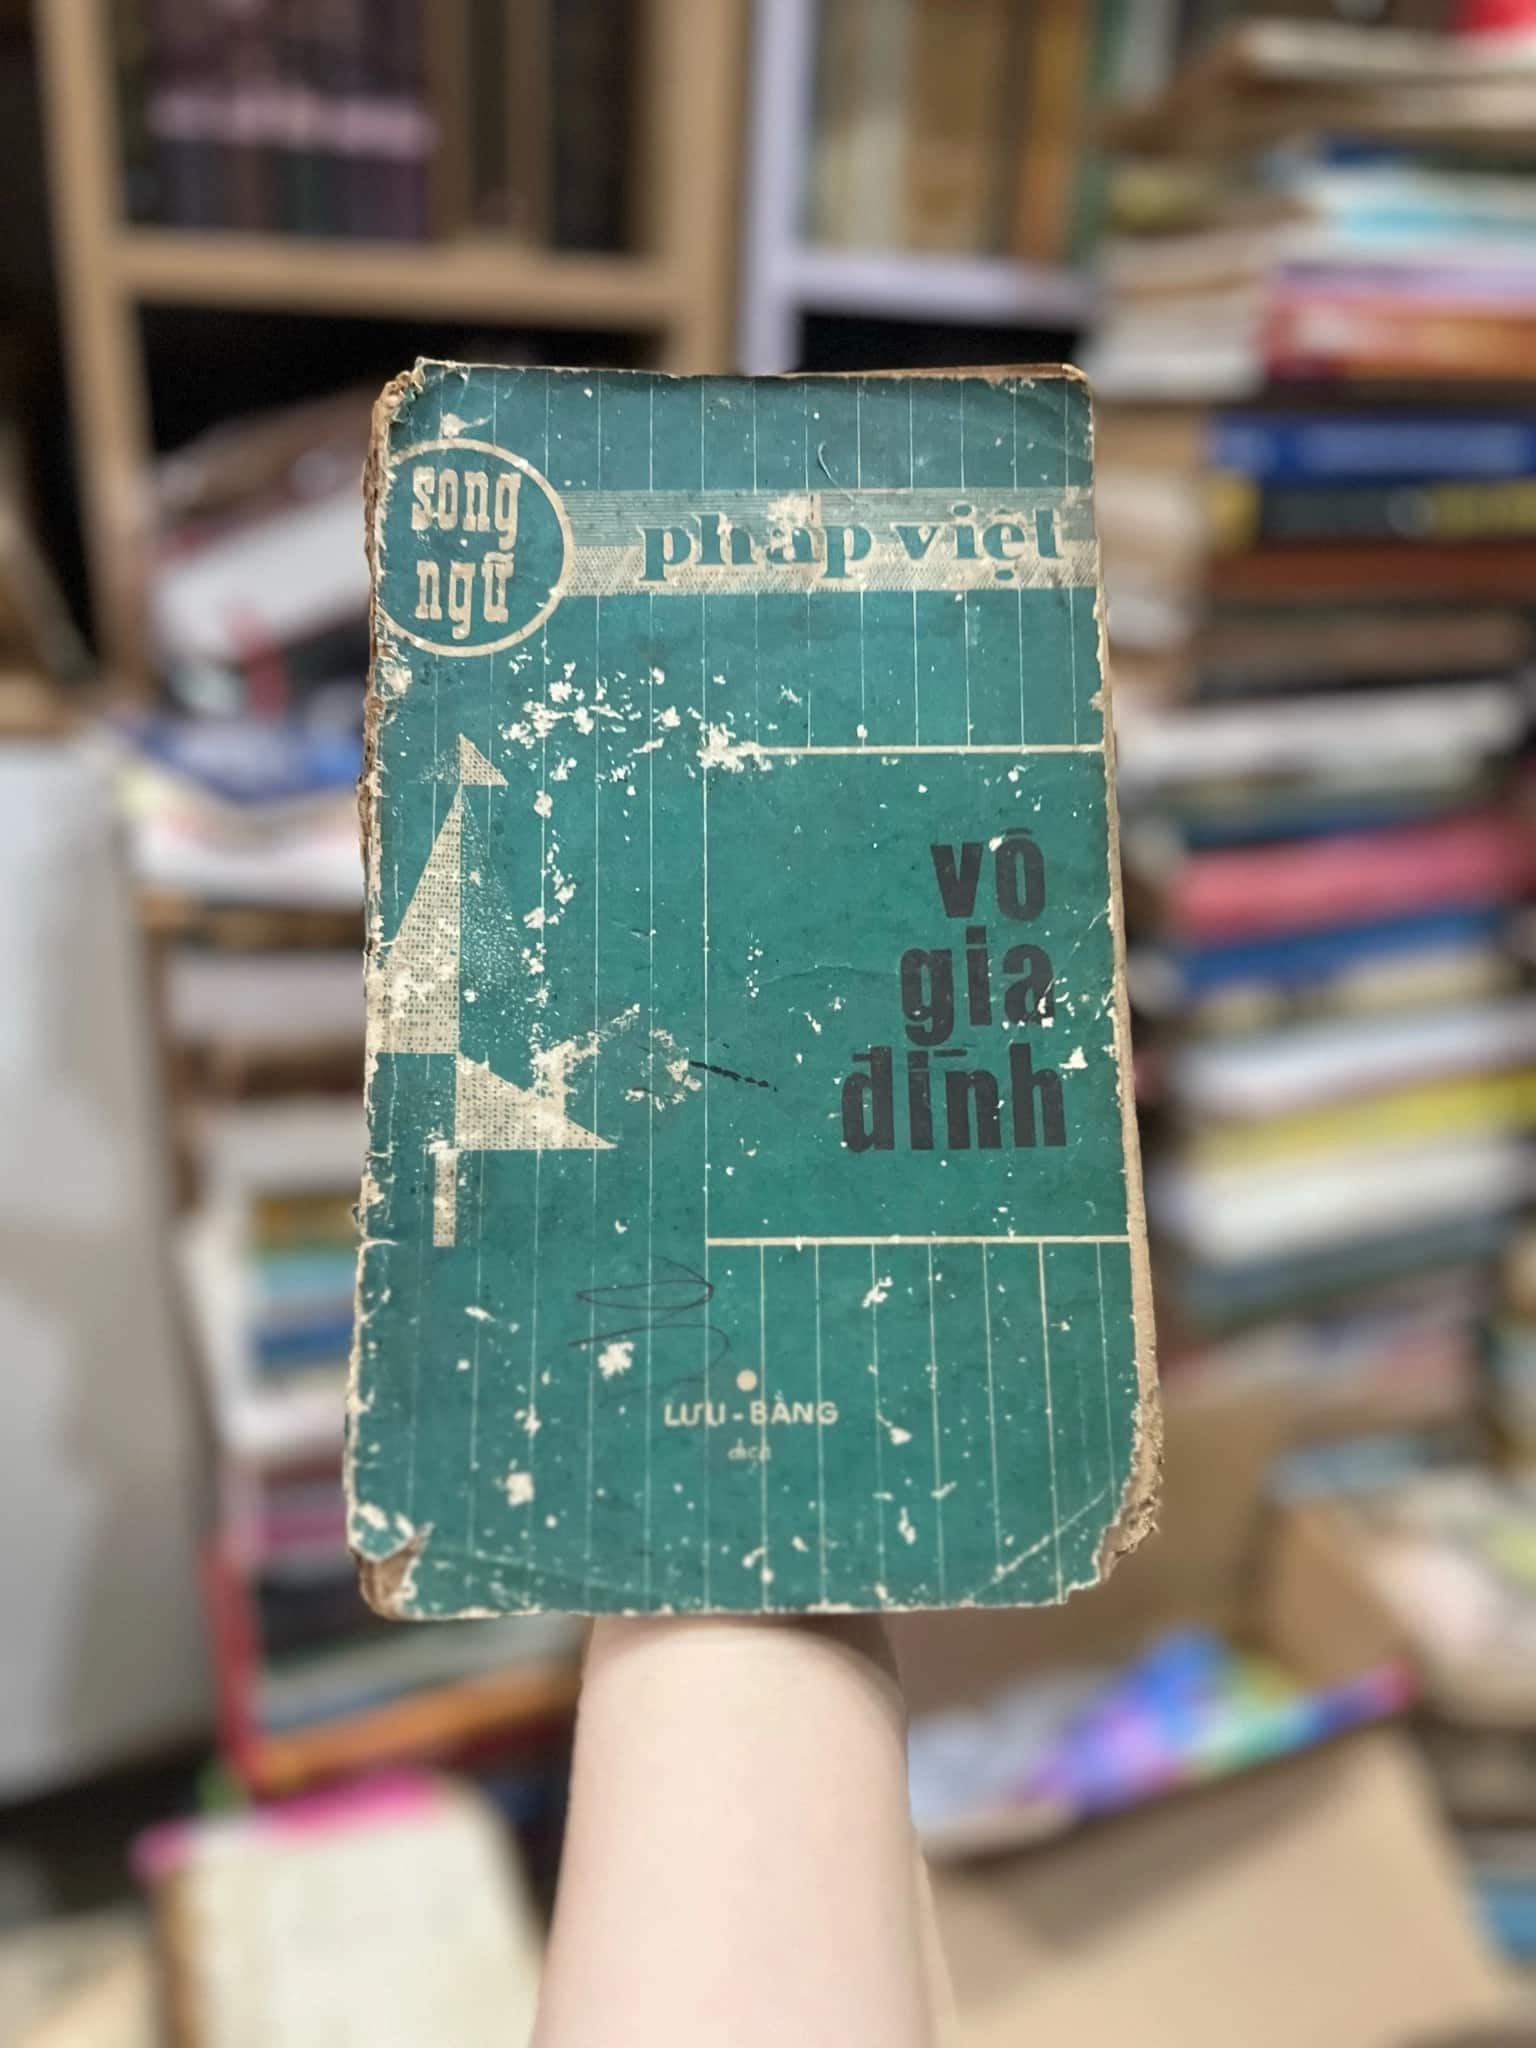 song
ngữ
pháp việt
vô
gia
đình
LƯU-BẰNG
dịch